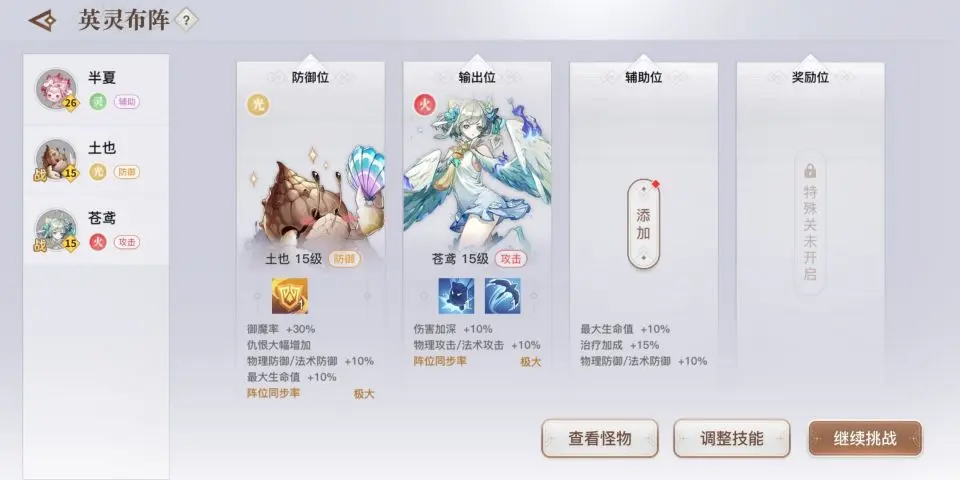 英灵布阵 ?
半夏
26 灵 辅助
土也
战 15 光 防御
苍鸢
战 15 火 攻击
防御位
光
土也 15级 防御
御魔率 +30%
仇恨大幅增加
物理防御/法术防御 +10%
最大生命值 +10%
阵位同步率 极大
输出位
火
苍鸢 15级 攻击
伤害加深 +10%
物理攻击/法术攻击 +10%
阵位同步率 极大
辅助位
添加
最大生命值 +10%
治疗加成 +15%
物理防御/法术防御 +10%
奖励位
特殊关未开启
查看怪物
调整技能
继续挑战